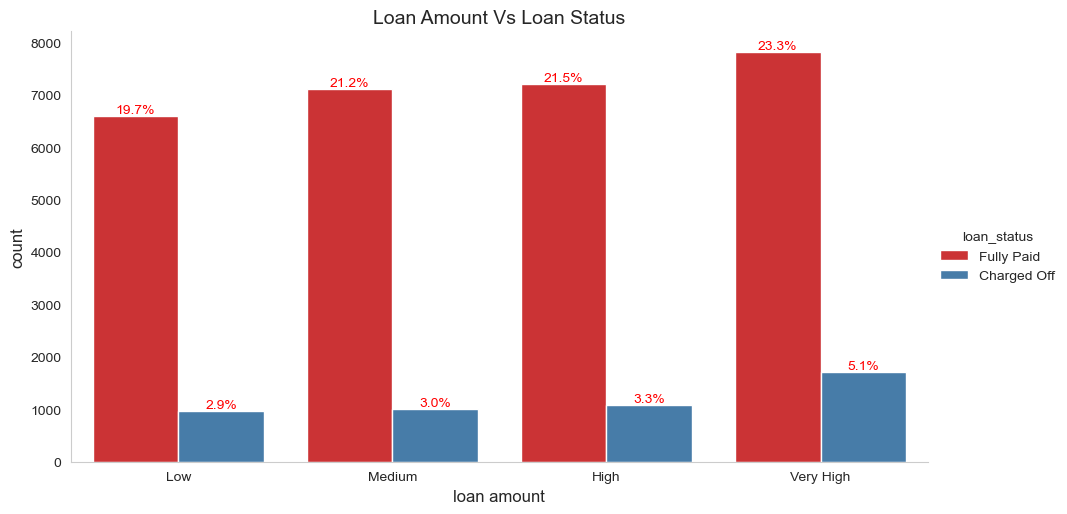 Loan Amount Vs Loan Status
8000
7000
6000
5000
4000
3000
2000
1000
0
count
19.7%
2.9%
21.2%
3.0%
21.5%
3.3%
23.3%
5.1%
Low
Medium
High
Very High
loan amount
loan_status
Fully Paid
Charged Off